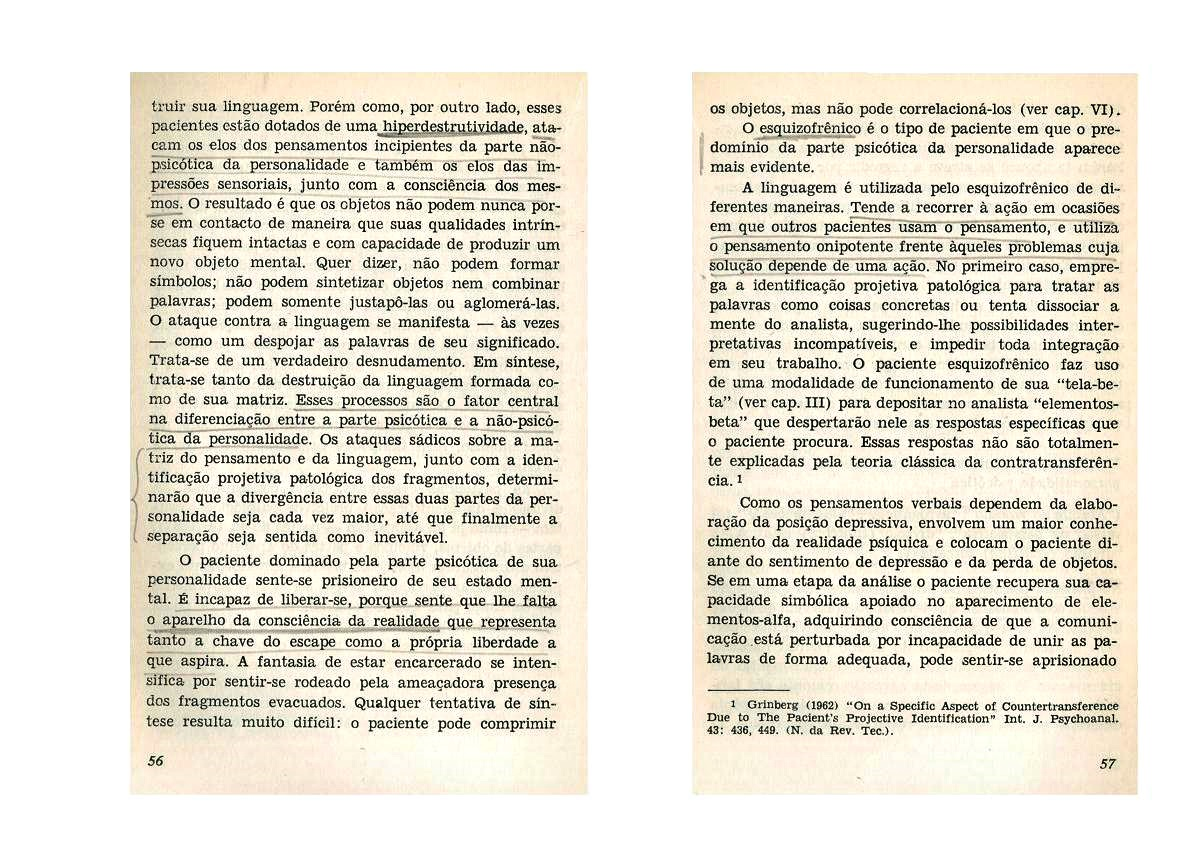 truir sua linguagem. Porém como, por outro lado, esses
pacientes estão dotados de uma hiperdestrutividade, ata-
cam os elos dos pensamentos incipientes da parte não-
psicótica da personalidade e também os elos das im-
pressões sensoriais, junto com a consciência dos mes-
mos. O resultado é que os objetos não podem nunca por-
se em contacto de maneira que suas qualidades intrín-
secas fiquem intactas e com capacidade de produzir um
novo objeto mental. Quer dizer, não podem formar
símbolos; não podem sintetizar objetos nem combinar
palavras; podem somente justapô-las ou aglomerá-las.
O ataque contra a linguagem se manifesta — às vezes
— como um despojar as palavras de seu significado.
Trata-se de um verdadeiro desnudamento. Em síntese,
trata-se tanto da destruição da linguagem formada co-
mo de sua matriz. Esses processos são o fator central
na diferenciação entre a parte psicótica e a não-psicó-
tica da personalidade. Os ataques sádicos sobre a ma-
triz do pensamento e da linguagem, junto com a iden-
tificação projetiva patológica dos fragmentos, determi-
narão que a divergência entre essas duas partes da per-
sonalidade seja cada vez maior, até que finalmente a
separação seja sentida como inevitável.
O paciente dominado pela parte psicótica de sua
personalidade sente-se prisioneiro de seu estado men-
tal. É incapaz de liberar-se, porque sente que lhe falta
o aparelho da consciência da realidade que representa
tanto a chave do escape como a própria liberdade a
que aspira. A fantasia de estar encarcerado se inten-
sifica por sentir-se rodeado pela ameaçadora presença
dos fragmentos evacuados. Qualquer tentativa de sín-
tese resulta muito difícil: o paciente pode comprimir
56
os objetos, mas não pode correlacioná-los (ver cap. VI).
O esquizofrênico é o tipo de paciente em que o pre-
domínio da parte psicótica da personalidade aparece
mais evidente.
A linguagem é utilizada pelo esquizofrênico de di-
ferentes maneiras. Tende a recorrer à ação em ocasiões
em que outros pacientes usam o pensamento, e utiliza
o pensamento onipotente frente àqueles problemas cuja
solução depende de uma ação. No primeiro caso, empre-
ga a identificação projetiva patológica para tratar as
palavras como coisas concretas ou tenta dissociar a
mente do analista, sugerindo-lhe possibilidades inter-
pretativas incompatíveis, e impedir toda integração
em seu trabalho. O paciente esquizofrênico faz uso
de uma modalidade de funcionamento de sua "tela-be-
ta" (ver cap. III) para depositar no analista "elementos-
beta" que despertarão nele as respostas específicas que
o paciente procura. Essas respostas não são totalmen-
te explicadas pela teoria clássica da contratransferên-
cia. 1
Como os pensamentos verbais dependem da elabo-
ração da posição depressiva, envolvem um maior conhe-
cimento da realidade psíquica e colocam o paciente di-
ante do sentimento de depressão e da perda de objetos.
Se em uma etapa da análise o paciente recupera sua ca-
pacidade simbólica apoiado no aparecimento de ele-
mentos-alfa, adquirindo consciência de que a comuni-
cação está perturbada por incapacidade de unir as pa-
lavras de forma adequada, pode sentir-se aprisionado
1 Grinberg (1962) "On a Specific Aspect of Countertransference
Due to The Pacient's Projective Identification" Int. J. Psychoanal.
43: 436, 449. (N. da Rev. Tec.).
57